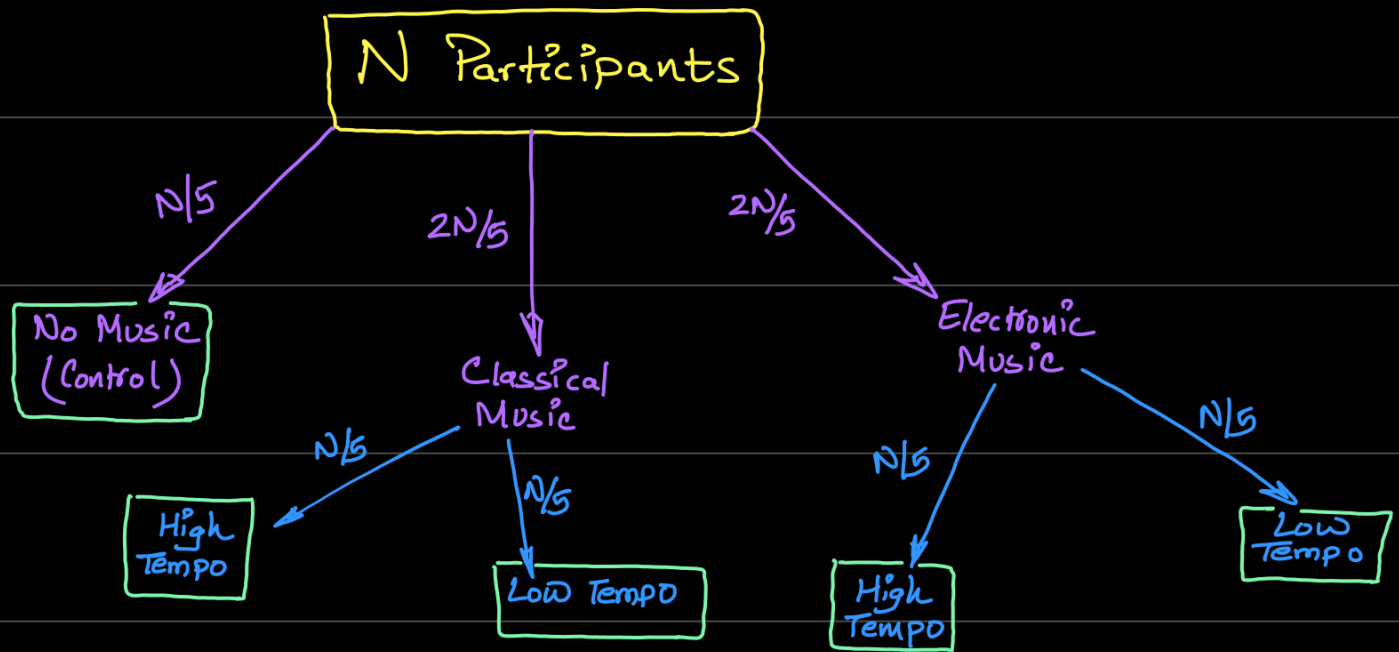 N Participants
N/5
2N/5
2N/5
No Music
(Control)
Classical
Music
Electronic
Music
N/5
N/5
N/5
N/5
High
Tempo
Low Tempo
High
Tempo
Low
Tempo